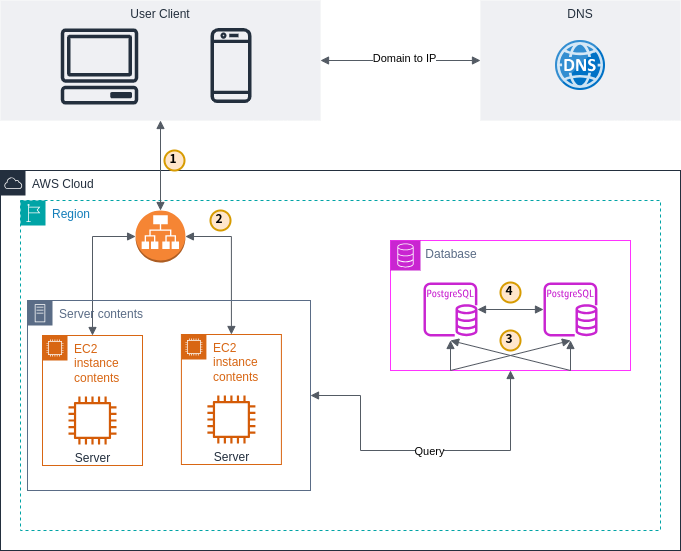 User Client
DNS
DNS
Domain to IP
1
AWS Cloud
Region
2
Database
PostgreSQL
4
PostgreSQL
3
Server contents
EC2
instance
contents
Server
EC2
instance
contents
Server
Query